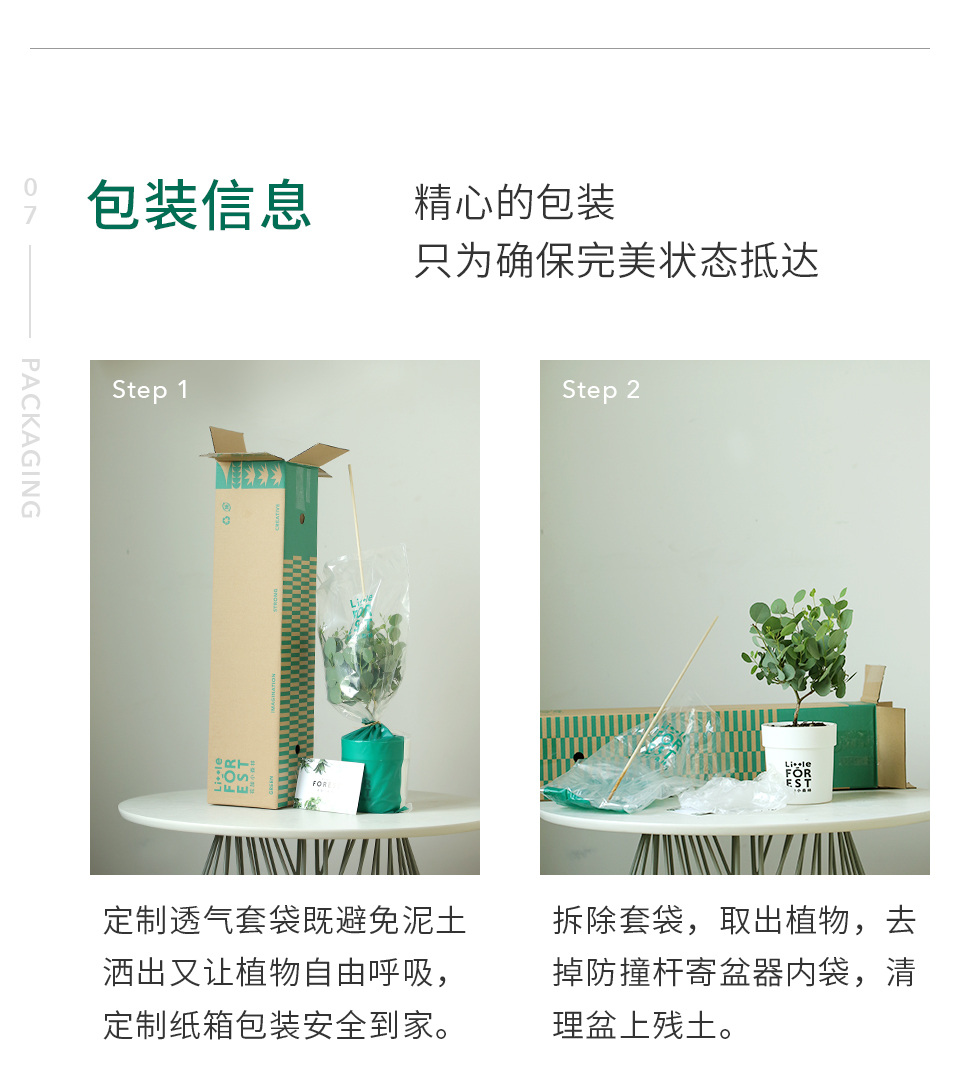 07
PACKAGING
包装信息
精心的包装
只为确保完美状态抵达
Step 1
CREATIVE
STRONG
IMAGINATION
GREEN
Li••le
FOR
EST
FORE
定制透气套袋既避免泥土
洒出又让植物自由呼吸，
定制纸箱包装安全到家。
Step 2
Li••le
FOR
EST
拆除套袋，取出植物，去
掉防撞杆寄盆器内袋，清
理盆上残土。